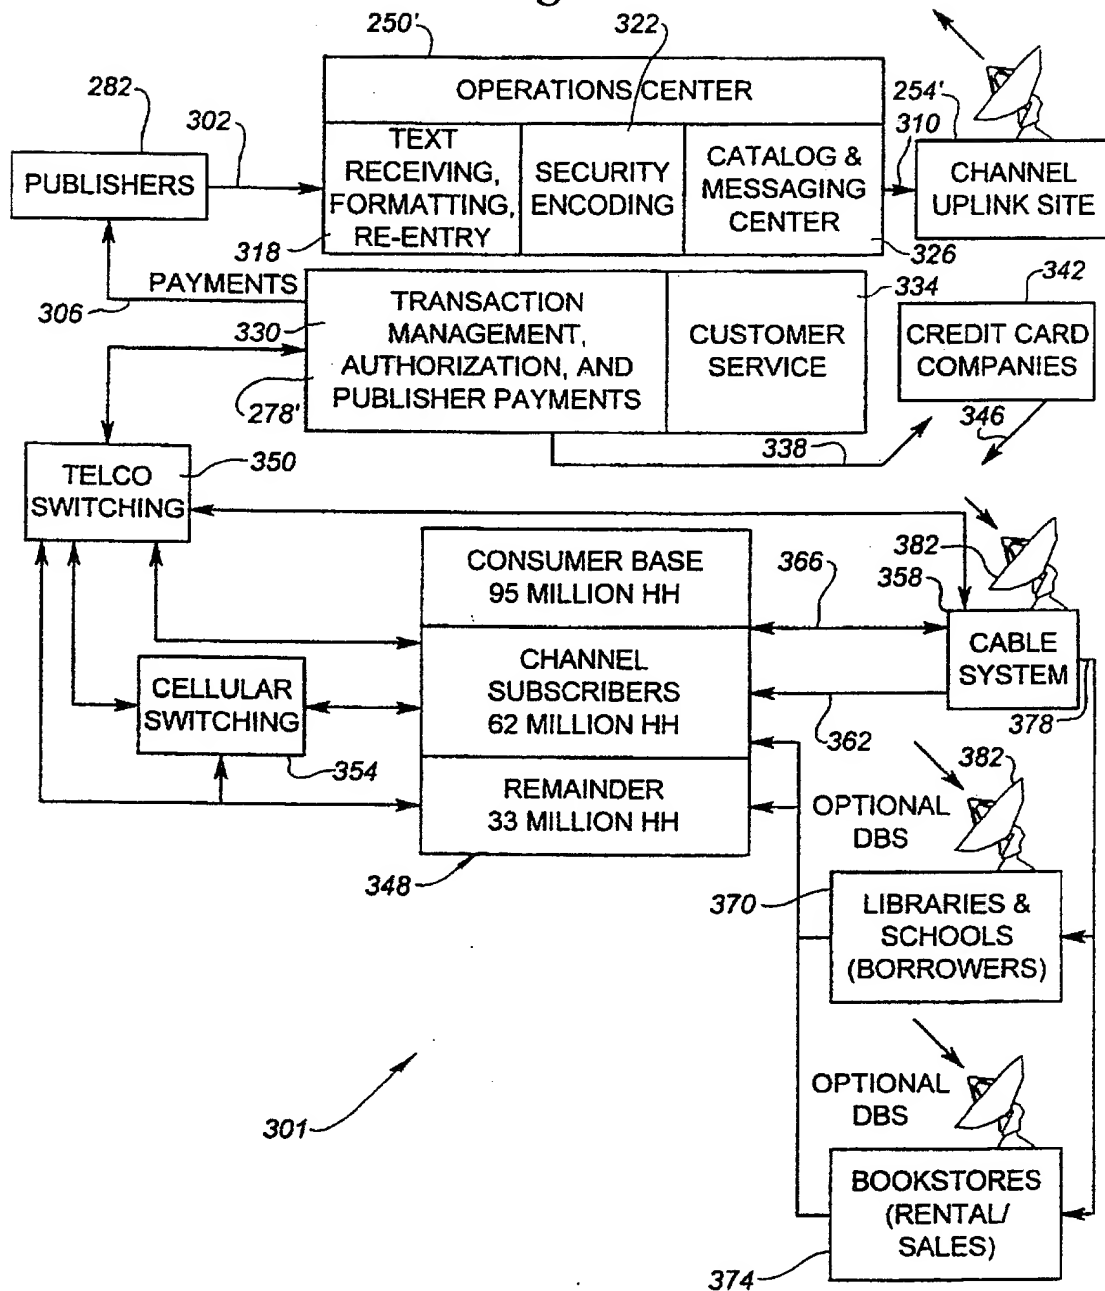 250'
322
282
302
OPERATIONS CENTER
254'
310
PUBLISHERS
TEXT
RECEIVING,
FORMATTING,
RE-ENTRY
318
SECURITY
ENCODING
CATALOG &
MESSAGING
CENTER
326
CHANNEL
UPLINK SITE
PAYMENTS
306
330
TRANSACTION
MANAGEMENT,
AUTHORIZATION, AND
PUBLISHER PAYMENTS
278'
CUSTOMER
SERVICE
334
342
CREDIT CARD
COMPANIES
346
338
TELCO
SWITCHING
350
CONSUMER BASE
95 MILLION HH
366
382
358
CHANNEL
SUBSCRIBERS
62 MILLION HH
CABLE
SYSTEM
378
362
CELLULAR
SWITCHING
354
REMAINDER
33 MILLION HH
348
382
OPTIONAL
DBS
370
LIBRARIES &
SCHOOLS
(BORROWERS)
301
OPTIONAL
DBS
BOOKSTORES
(RENTAL/
SALES)
374